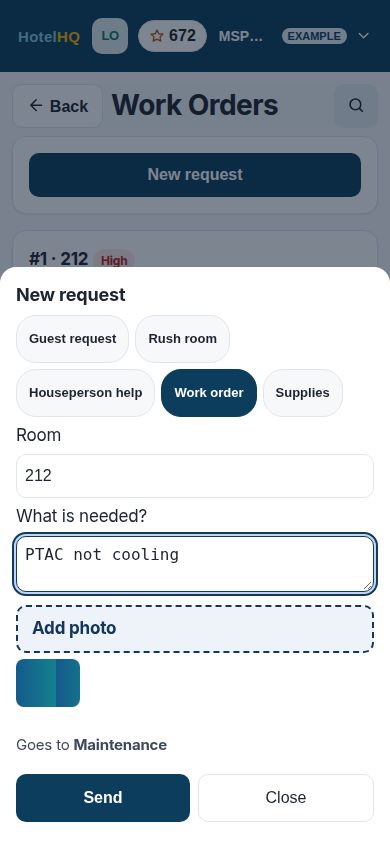 HotelHQ LO 672 MSP... EXAMPLE
Back Work Orders
New request
#1 · 212 High
New request
Guest request Rush room
Houseperson help Work order Supplies
Room
212
What is needed?
PTAC not cooling
Add photo
Goes to Maintenance
Send Close